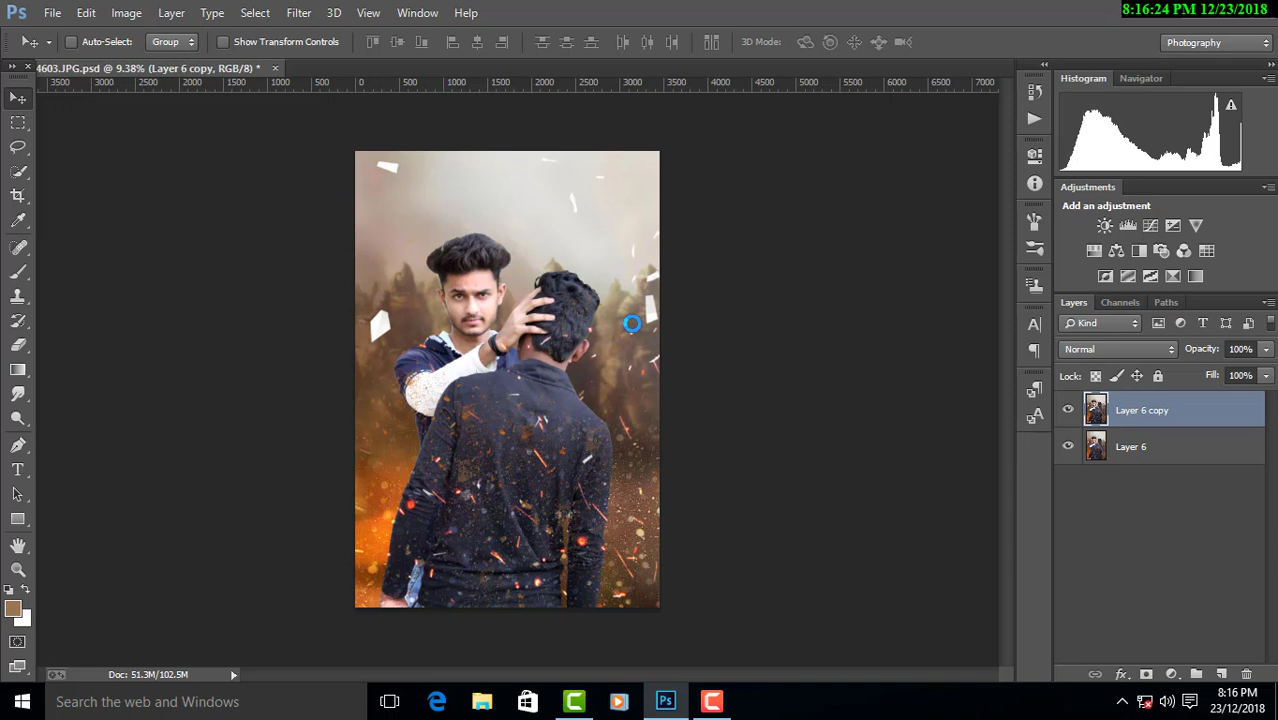 8:16:24 PM 12/23/2018
Ps File Edit Image Layer Type Select Filter 3D View Window Help
Auto-Select: Group Show Transform Controls 3D Mode: Photography
4603.JPG.psd @ 9.38% (Layer 6 copy, RGB/8) * ×
3500 3000 2500 2000 1500 1000 500 0 500 1000 1500 2000 2500 3000 3500 4000 4500 5000 5500 6000 6500 7000
Histogram Navigator
Adjustments
Add an adjustment
Layers Channels Paths
Kind
Normal Opacity: 100%
Lock: Fill: 100%
Layer 6 copy
Layer 6
Doc: 51.3M/102.5M
Search the web and Windows
8:16 PM
23/12/2018